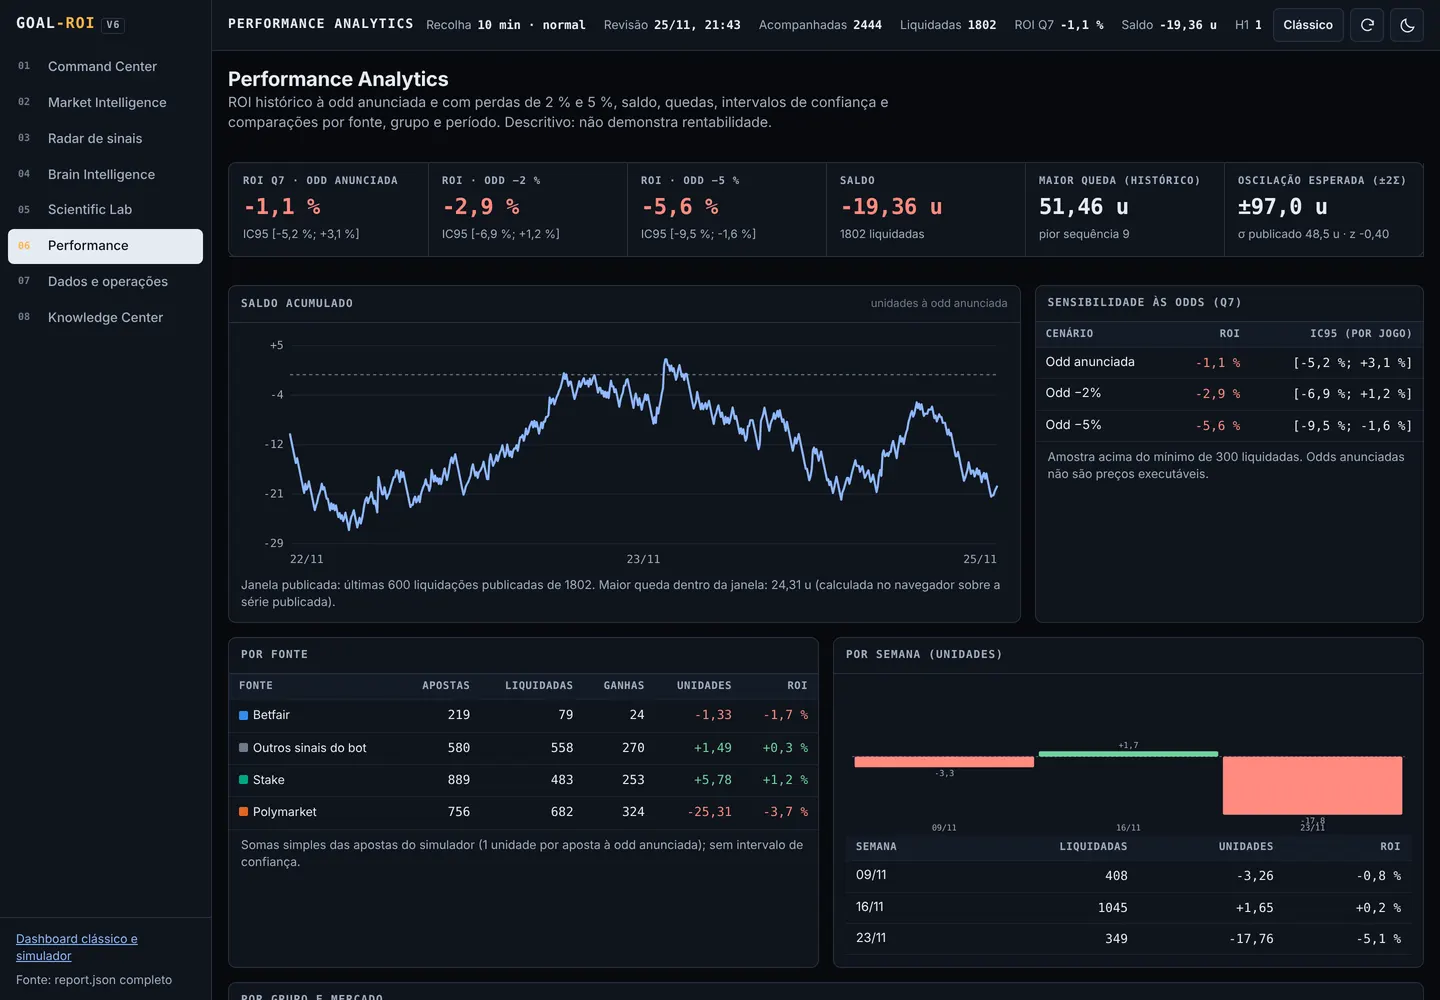 GOAL-ROI V6
01 Command Center
02 Market Intelligence
03 Radar de sinais
04 Brain Intelligence
05 Scientific Lab
06 Performance
07 Dados e operações
08 Knowledge Center
Dashboard clássico e
simulador
Fonte: report.json completo
PERFORMANCE ANALYTICS Recolha 10 min · normal Revisão 25/11, 21:43 Acompanhadas 2444 Liquidadas 1802 ROI Q7 -1,1 % Saldo -19,36 u H1 1 Clássico
Performance Analytics
ROI histórico à odd anunciada e com perdas de 2 % e 5 %, saldo, quedas, intervalos de confiança e
comparações por fonte, grupo e período. Descritivo: não demonstra rentabilidade.
ROI Q7 · ODD ANUNCIADA
-1,1 %
IC95 [-5,2 %; +3,1 %]
ROI · ODD −2 %
-2,9 %
IC95 [-6,9 %; +1,2 %]
ROI · ODD −5 %
-5,6 %
IC95 [-9,5 %; -1,6 %]
SALDO
-19,36 u
1802 liquidadas
MAIOR QUEDA (HISTÓRICO)
51,46 u
pior sequência 9
OSCILAÇÃO ESPERADA (±2Σ)
±97,0 u
σ publicado 48,5 u · z -0,40
SALDO ACUMULADO unidades à odd anunciada
+5
-4
-12
-21
-29
22/11 23/11 25/11
Janela publicada: últimas 600 liquidações publicadas de 1802. Maior queda dentro da janela: 24,31 u (calculada no navegador sobre a
série publicada).
SENSIBILIDADE ÀS ODDS (Q7)
CENÁRIO ROI IC95 (POR JOGO)
Odd anunciada -1,1 % [-5,2 %; +3,1 %]
Odd −2% -2,9 % [-6,9 %; +1,2 %]
Odd −5% -5,6 % [-9,5 %; -1,6 %]
Amostra acima do mínimo de 300 liquidadas. Odds anunciadas
não são preços executáveis.
POR FONTE
FONTE APOSTAS LIQUIDADAS GANHAS UNIDADES ROI
Betfair 219 79 24 -1,33 -1,7 %
Outros sinais do bot 580 558 270 +1,49 +0,3 %
Stake 889 483 253 +5,78 +1,2 %
Polymarket 756 682 324 -25,31 -3,7 %
Somas simples das apostas do simulador (1 unidade por aposta à odd anunciada); sem intervalo de
confiança.
POR SEMANA (UNIDADES)
-3,3 +1,7 -17,8
09/11 16/11 23/11
SEMANA LIQUIDADAS UNIDADES ROI
09/11 408 -3,26 -0,8 %
16/11 1045 +1,65 +0,2 %
23/11 349 -17,76 -5,1 %
POR GRUPO E MERCADO